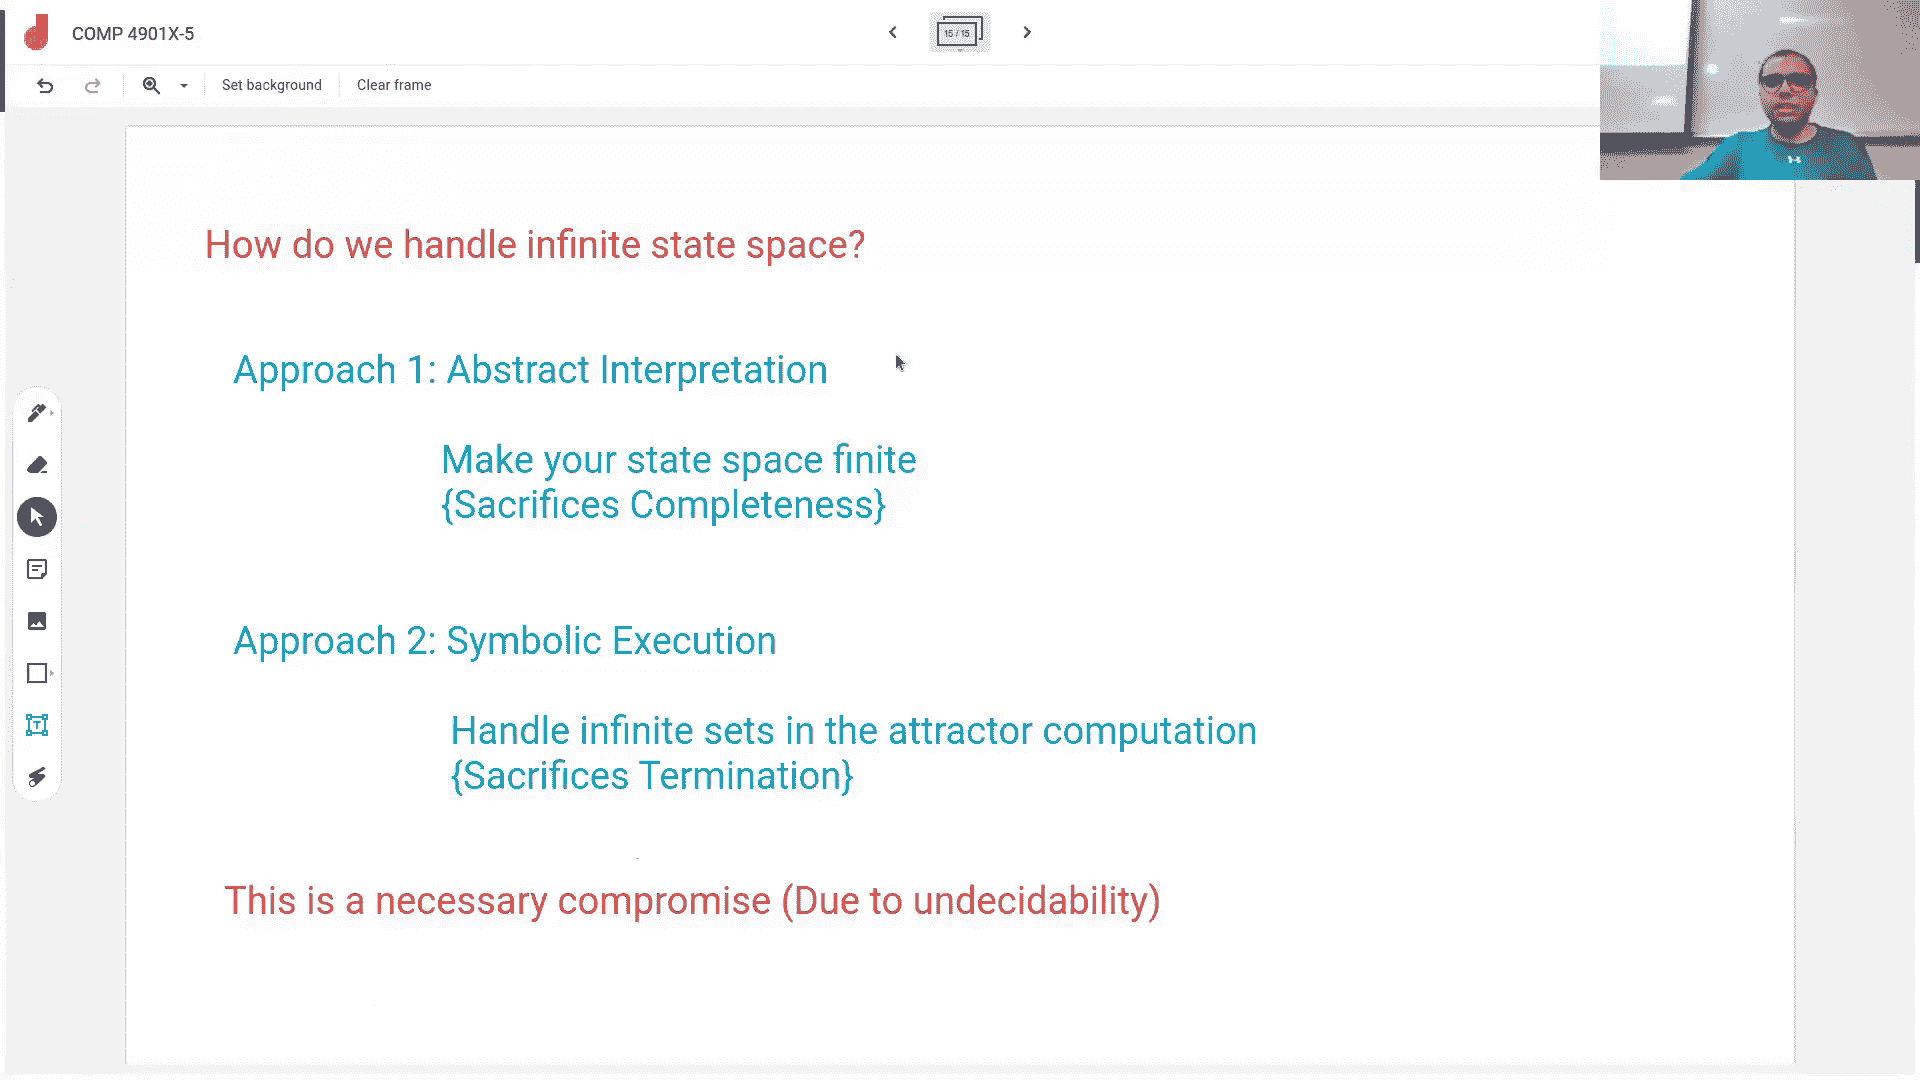 COMP 4901X-5
15 / 15
Set background
Clear frame
How do we handle infinite state space?
Approach 1: Abstract Interpretation
Make your state space finite
{Sacrifices Completeness}
Approach 2: Symbolic Execution
Handle infinite sets in the attractor computation
{Sacrifices Termination}
This is a necessary compromise (Due to undecidability)